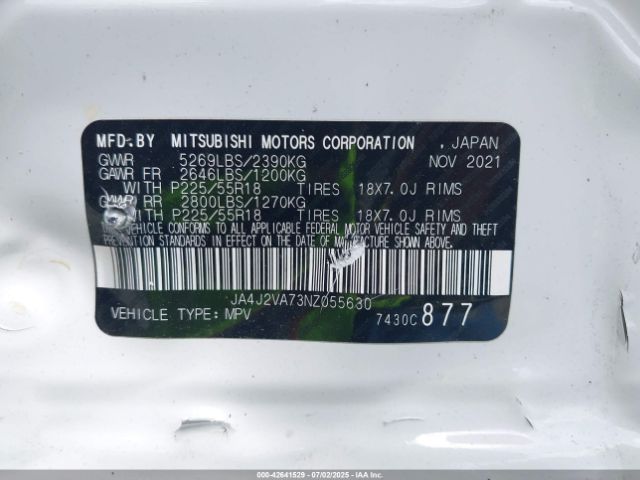 MFD. BY MITSUBISHI MOTORS CORPORATION , JAPAN
GVWR 5269LBS/2390KG NOV 2021
GAWR FR 2646LBS/1200KG
WITH P225/55R18 TIRES 18X7.0J RIMS
GAWR RR 2800LBS/1270KG
WITH P225/55R18 TIRES 18X7.0J RIMS
THIS VEHICLE CONFORMS TO ALL APPLICABLE FEDERAL MOTOR VEHICLE SAFETY AND THEFT
PREVENTION STANDARDS IN EFFECT ON THE DATE OF MANUFACTURE SHOWN ABOVE.
JA4J2VA73NZ055630
VEHICLE TYPE: MPV 7430C 877
000-42641529 - 07/02/2025 - IAAI Branches